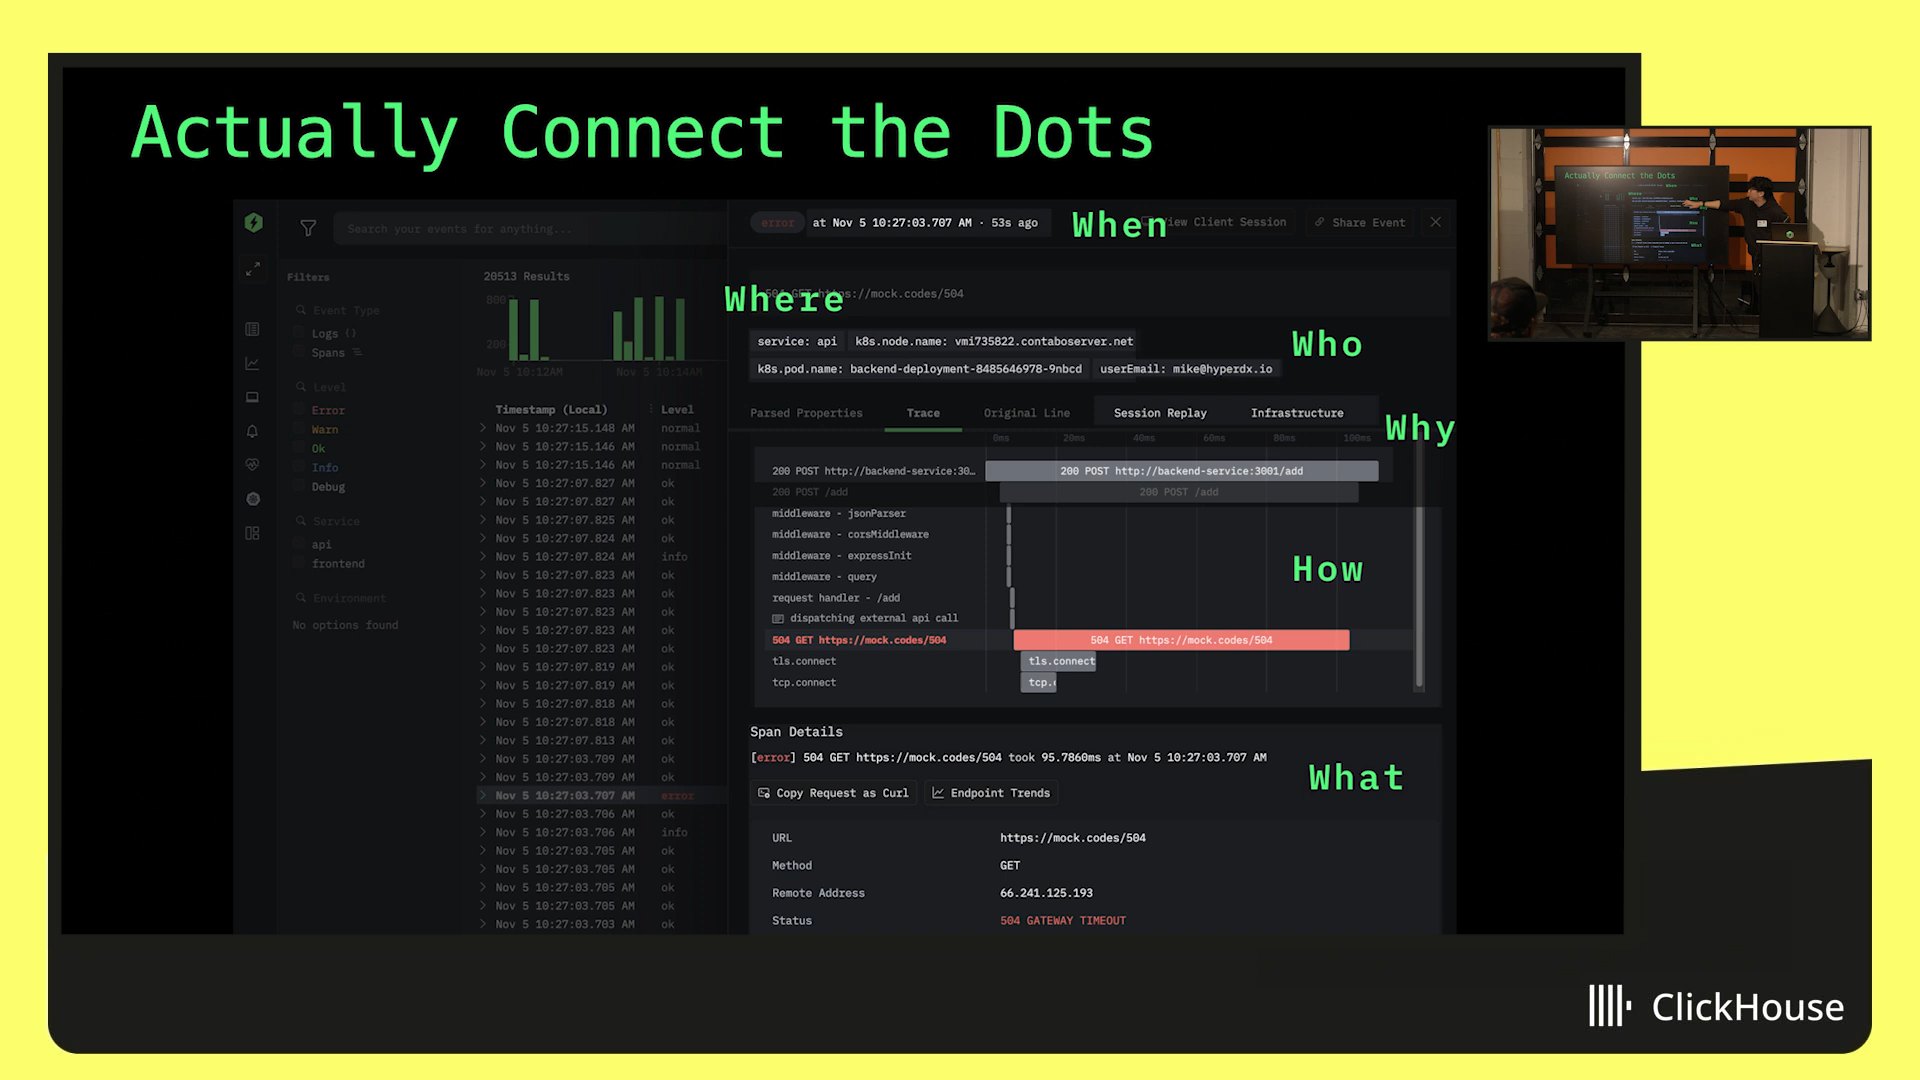 Actually Connect the Dots
Search your events for anything...
Filters
Event Type
Logs {}
Spans
Level
Error
Warn
Ok
Info
Debug
Service
api
frontend
Environment
No options found
20513 Results
800
200
Nov 5 10:12AM
Nov 5 10:14AM
Timestamp (Local) Level
Nov 5 10:27:15.148 AM normal
Nov 5 10:27:15.146 AM normal
Nov 5 10:27:15.146 AM normal
Nov 5 10:27:07.827 AM ok
Nov 5 10:27:07.827 AM ok
Nov 5 10:27:07.825 AM ok
Nov 5 10:27:07.824 AM ok
Nov 5 10:27:07.824 AM info
Nov 5 10:27:07.823 AM ok
Nov 5 10:27:07.823 AM ok
Nov 5 10:27:07.823 AM ok
Nov 5 10:27:07.823 AM ok
Nov 5 10:27:07.823 AM ok
Nov 5 10:27:07.819 AM ok
Nov 5 10:27:07.819 AM ok
Nov 5 10:27:07.818 AM ok
Nov 5 10:27:07.818 AM ok
Nov 5 10:27:07.813 AM ok
Nov 5 10:27:03.709 AM ok
Nov 5 10:27:03.709 AM ok
Nov 5 10:27:03.707 AM error
Nov 5 10:27:03.706 AM ok
Nov 5 10:27:03.706 AM info
Nov 5 10:27:03.705 AM ok
Nov 5 10:27:03.705 AM ok
Nov 5 10:27:03.705 AM ok
Nov 5 10:27:03.705 AM ok
Nov 5 10:27:03.703 AM ok
error at Nov 5 10:27:03.707 AM · 53s ago
When
View Client Session
Share Event
Where
504 GET https://mock.codes/504
service: api k8s.node.name: vmi735822.contaboserver.net
Who
k8s.pod.name: backend-deployment-8485646978-9nbcd userEmail: mike@hyperdx.io
Parsed Properties Trace Original Line Session Replay Infrastructure
Why
0ms 20ms 40ms 60ms 80ms 100ms
200 POST http://backend-service:30… 200 POST http://backend-service:3001/add
200 POST /add 200 POST /add
middleware - jsonParser
middleware - corsMiddleware
middleware - expressInit
How
middleware - query
request handler - /add
dispatching external api call
504 GET https://mock.codes/504 504 GET https://mock.codes/504
tls.connect tls.connect
tcp.connect tcp.c
Span Details
[error] 504 GET https://mock.codes/504 took 95.7860ms at Nov 5 10:27:03.707 AM
What
Copy Request as Curl Endpoint Trends
URL https://mock.codes/504
Method GET
Remote Address 66.241.125.193
Status 504 GATEWAY TIMEOUT
Actually Connect the Dots
ClickHouse